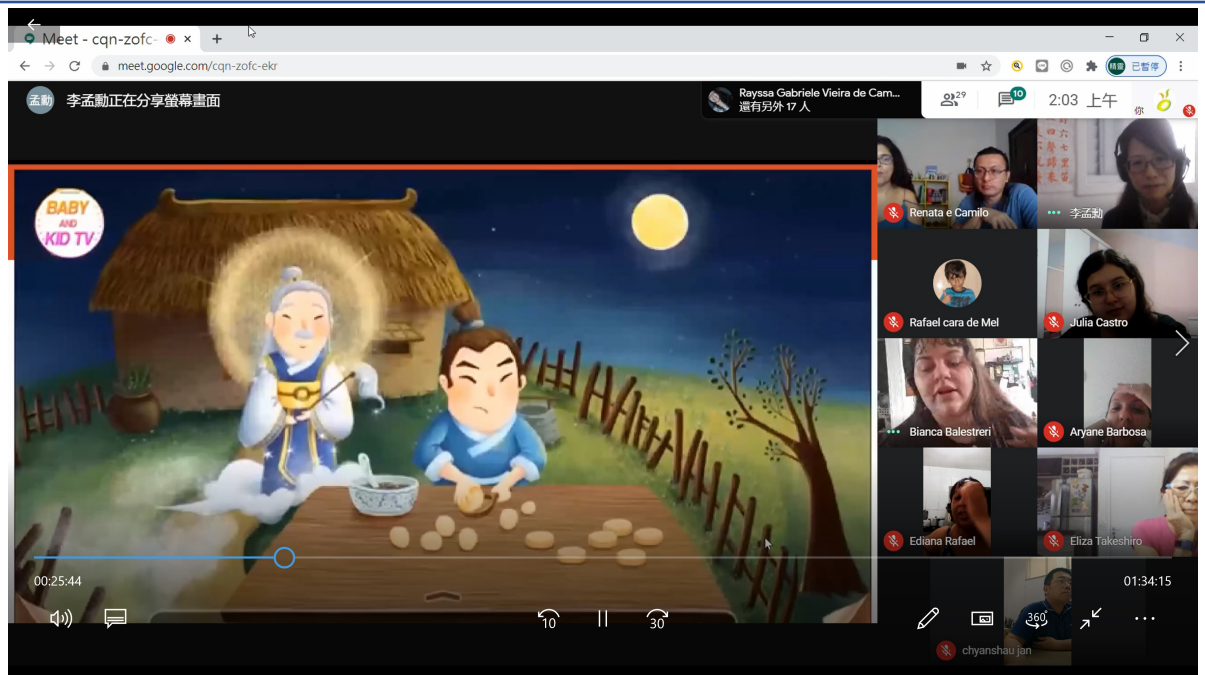 Meet - cqn-zofc-
meet.google.com/cqn-zofc-ekr
精靈 已暫停
孟勳 李孟勳正在分享螢幕畫面
Rayssa Gabriele Vieira de Cam...
還有另外 17 人
29
10
2:03 上午
你
BABY
AND
KID TV
Renata e Camilo
李孟勳
Rafael cara de Mel
Julia Castro
Bianca Balestreri
Aryane Barbosa
Ediana Rafael
Eliza Takeshiro
00:25:44
01:34:15
10
30
360
chyanshau jan